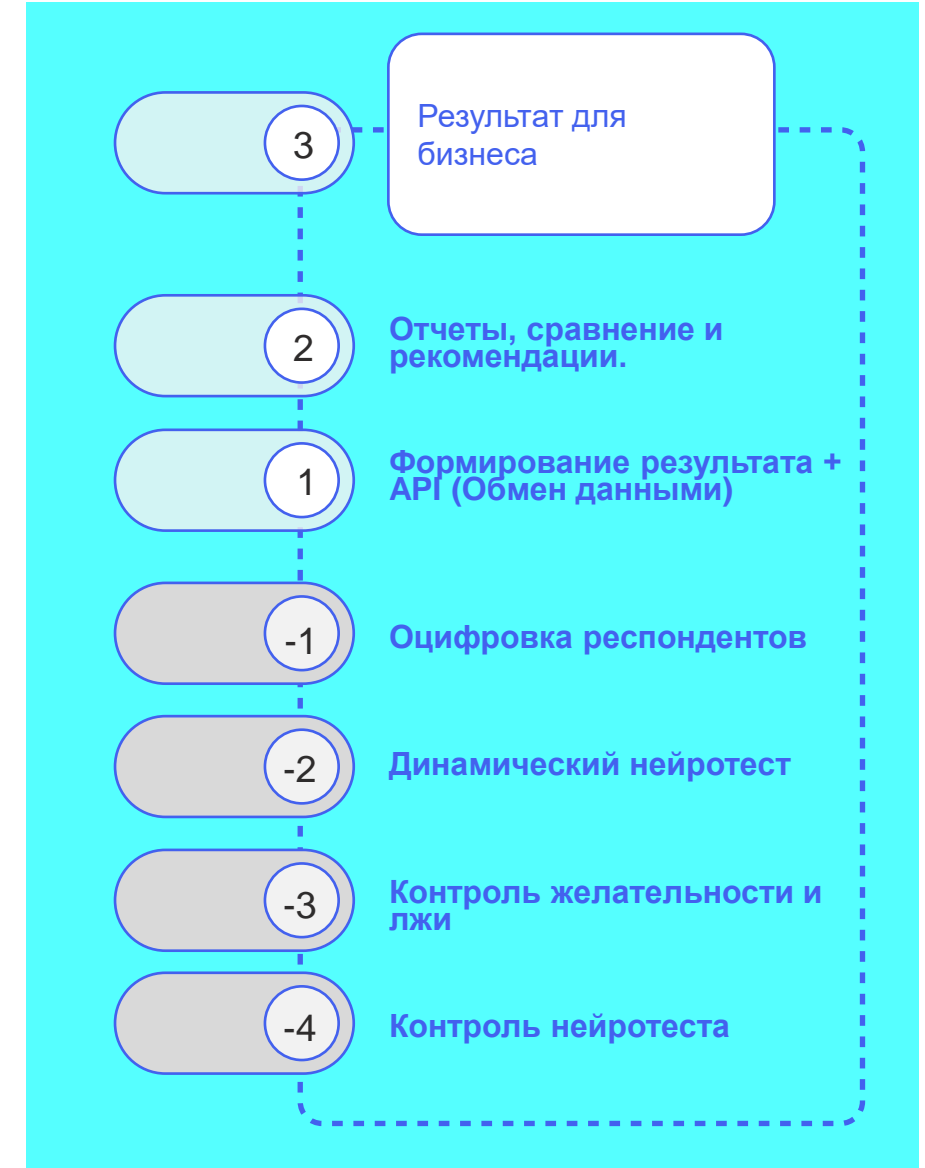 3
Результат для
бизнеса
2
Отчеты, сравнение и
рекомендации.
1
Формирование результата +
API (Обмен данными)
-1
Оцифровка респондентов
-2
Динамический нейротест
-3
Контроль желательности и
лжи
-4
Контроль нейротеста